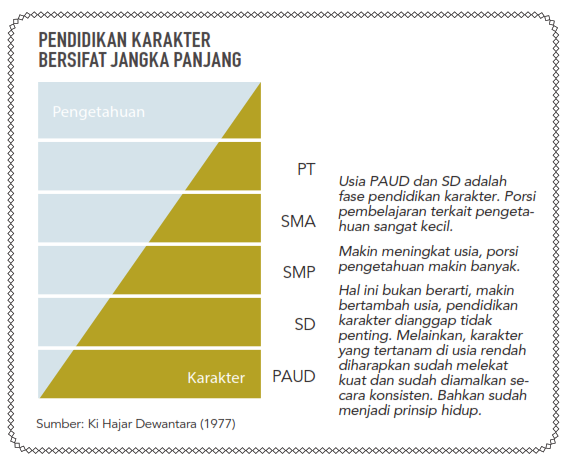 PENDIDIKAN KARAKTER
BERSIFAT JANGKA PANJANG
Pengetahuan
PT
SMA
SMP
SD
Karakter
PAUD
Usia PAUD dan SD adalah
fase pendidikan karakter. Porsi
pembelajaran terkait pengeta-
huan sangat kecil.
Makin meningkat usia, porsi
pengetahuan makin banyak.
Hal ini bukan berarti, makin
bertambah usia, pendidikan
karakter dianggap tidak
penting. Melainkan, karakter
yang tertanam di usia rendah
diharapkan sudah melekat
kuat dan sudah diamalkan se-
cara konsisten. Bahkan sudah
menjadi prinsip hidup.
Sumber: Ki Hajar Dewantara (1977)